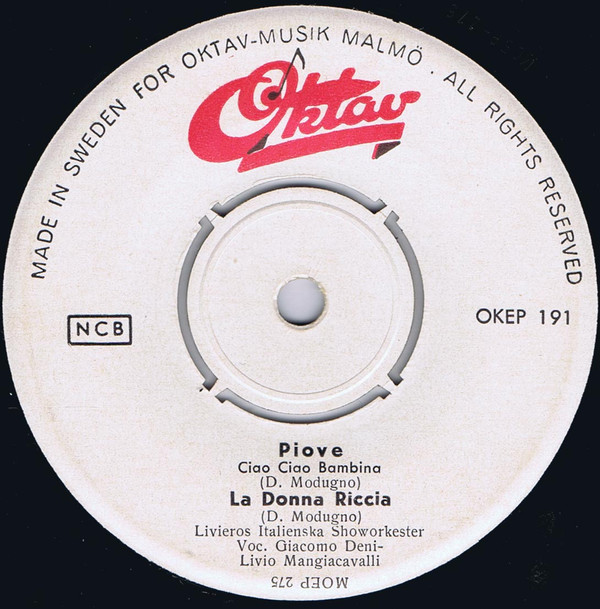 MADE IN SWEDEN FOR OKTAV-MUSIK MALMÖ . ALL RIGHTS RESERVED
Oktav
NCB
OKEP 191
Piove
Ciao Ciao Bambina
(D. Modugno)
La Donna Riccia
(D. Modugno)
Livieros Italienska Showorkester
Voc. Giacomo Deni-
Livio Mangiacavalli
MOEP 275